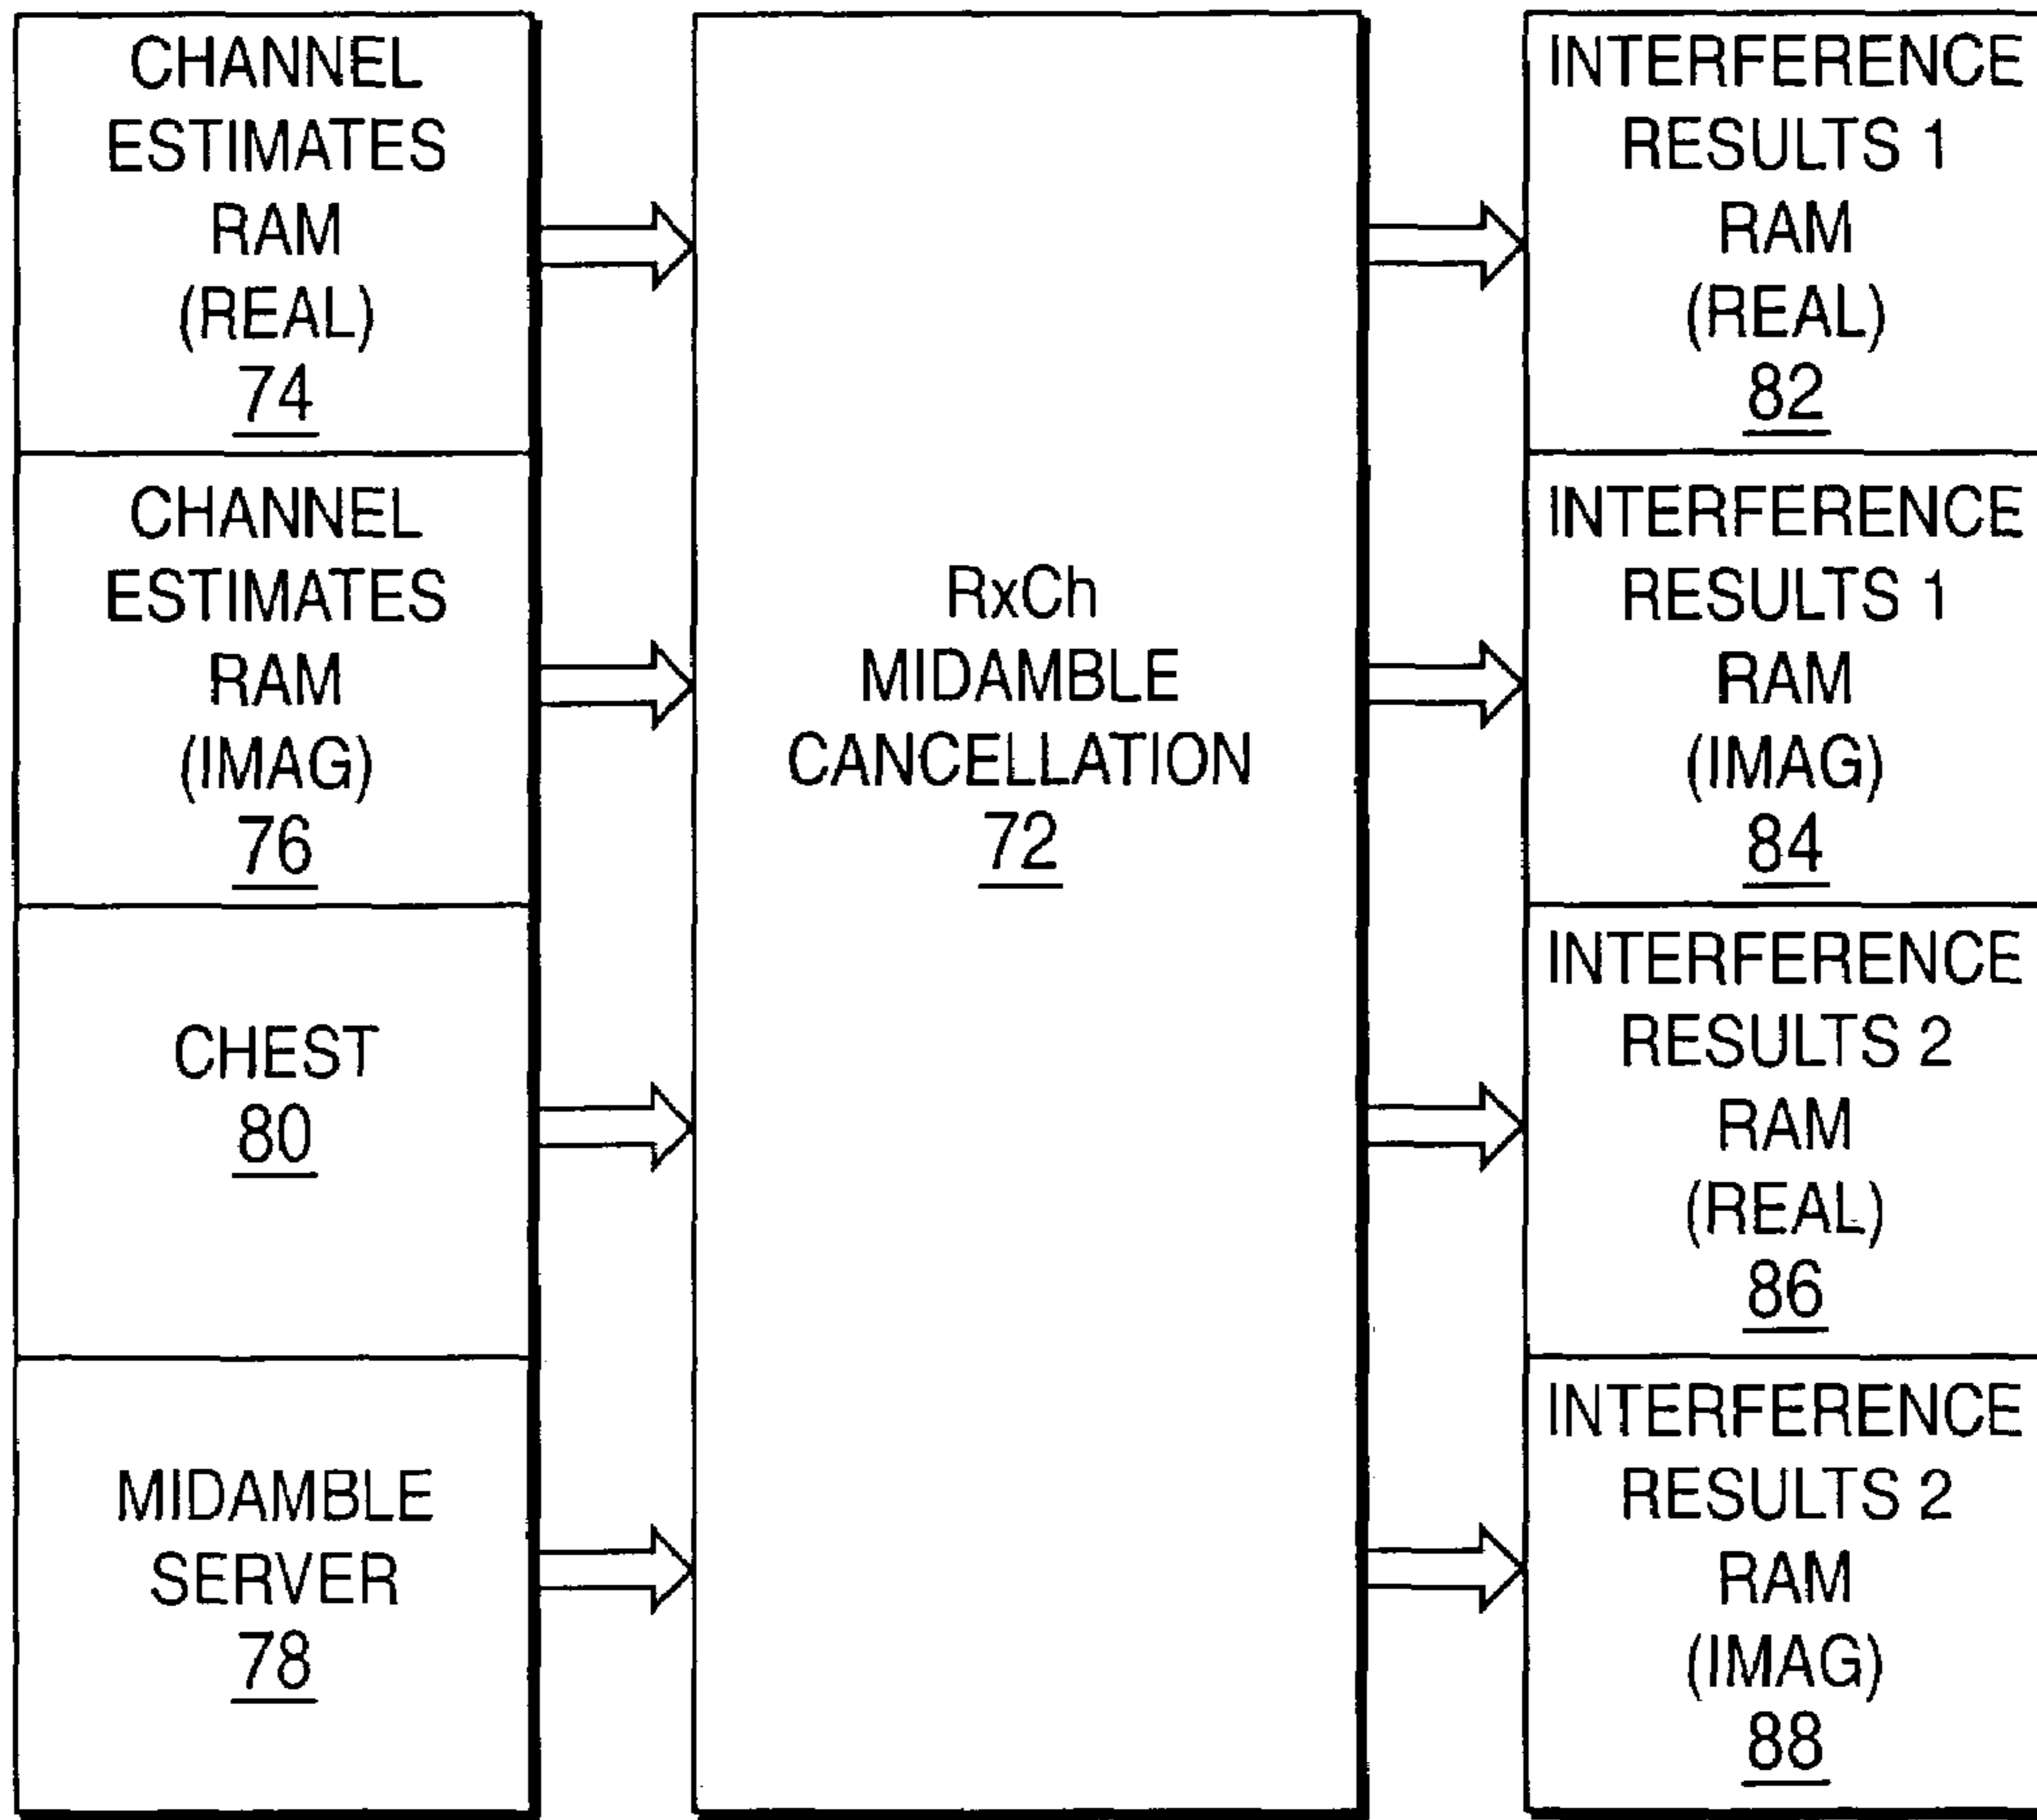 CHANNEL
ESTIMATES
RAM
(REAL)
74
CHANNEL
ESTIMATES
RAM
(IMAG)
76
CHEST
80
MIDAMBLE
SERVER
78
RxCh
MIDAMBLE
CANCELLATION
72
INTERFERENCE
RESULTS 1
RAM
(REAL)
82
INTERFERENCE
RESULTS 1
RAM
(IMAG)
84
INTERFERENCE
RESULTS 2
RAM
(REAL)
86
INTERFERENCE
RESULTS 2
RAM
(IMAG)
88